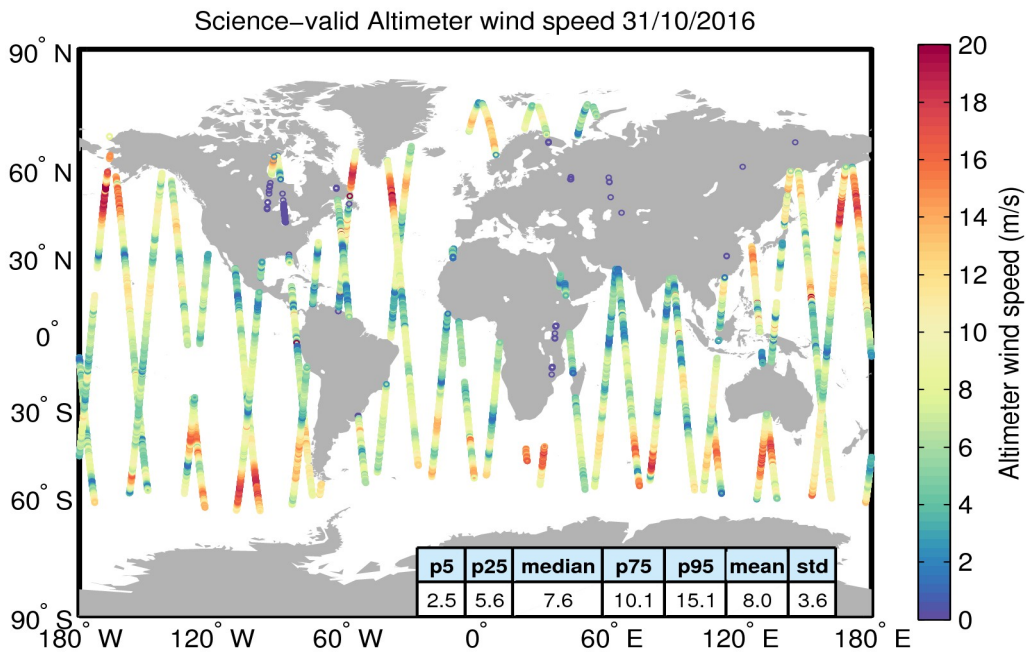 Science−valid Altimeter wind speed 31/10/2016
90° N
60° N
30° N
0°
30° S
60° S
90° S
180° W
120° W
60° W
0°
60° E
120° E
180° E
p5 p25 median p75 p95 mean std
2.5 5.6 7.6 10.1 15.1 8.0 3.6
20
18
16
14
12
10
8
6
4
2
0
Altimeter wind speed (m/s)